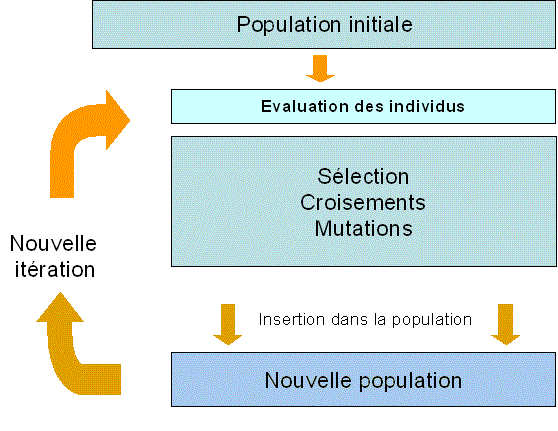 Population initiale
Evaluation des individus
Sélection
Croisements
Mutations
Nouvelle
itération
Insertion dans la population
Nouvelle population